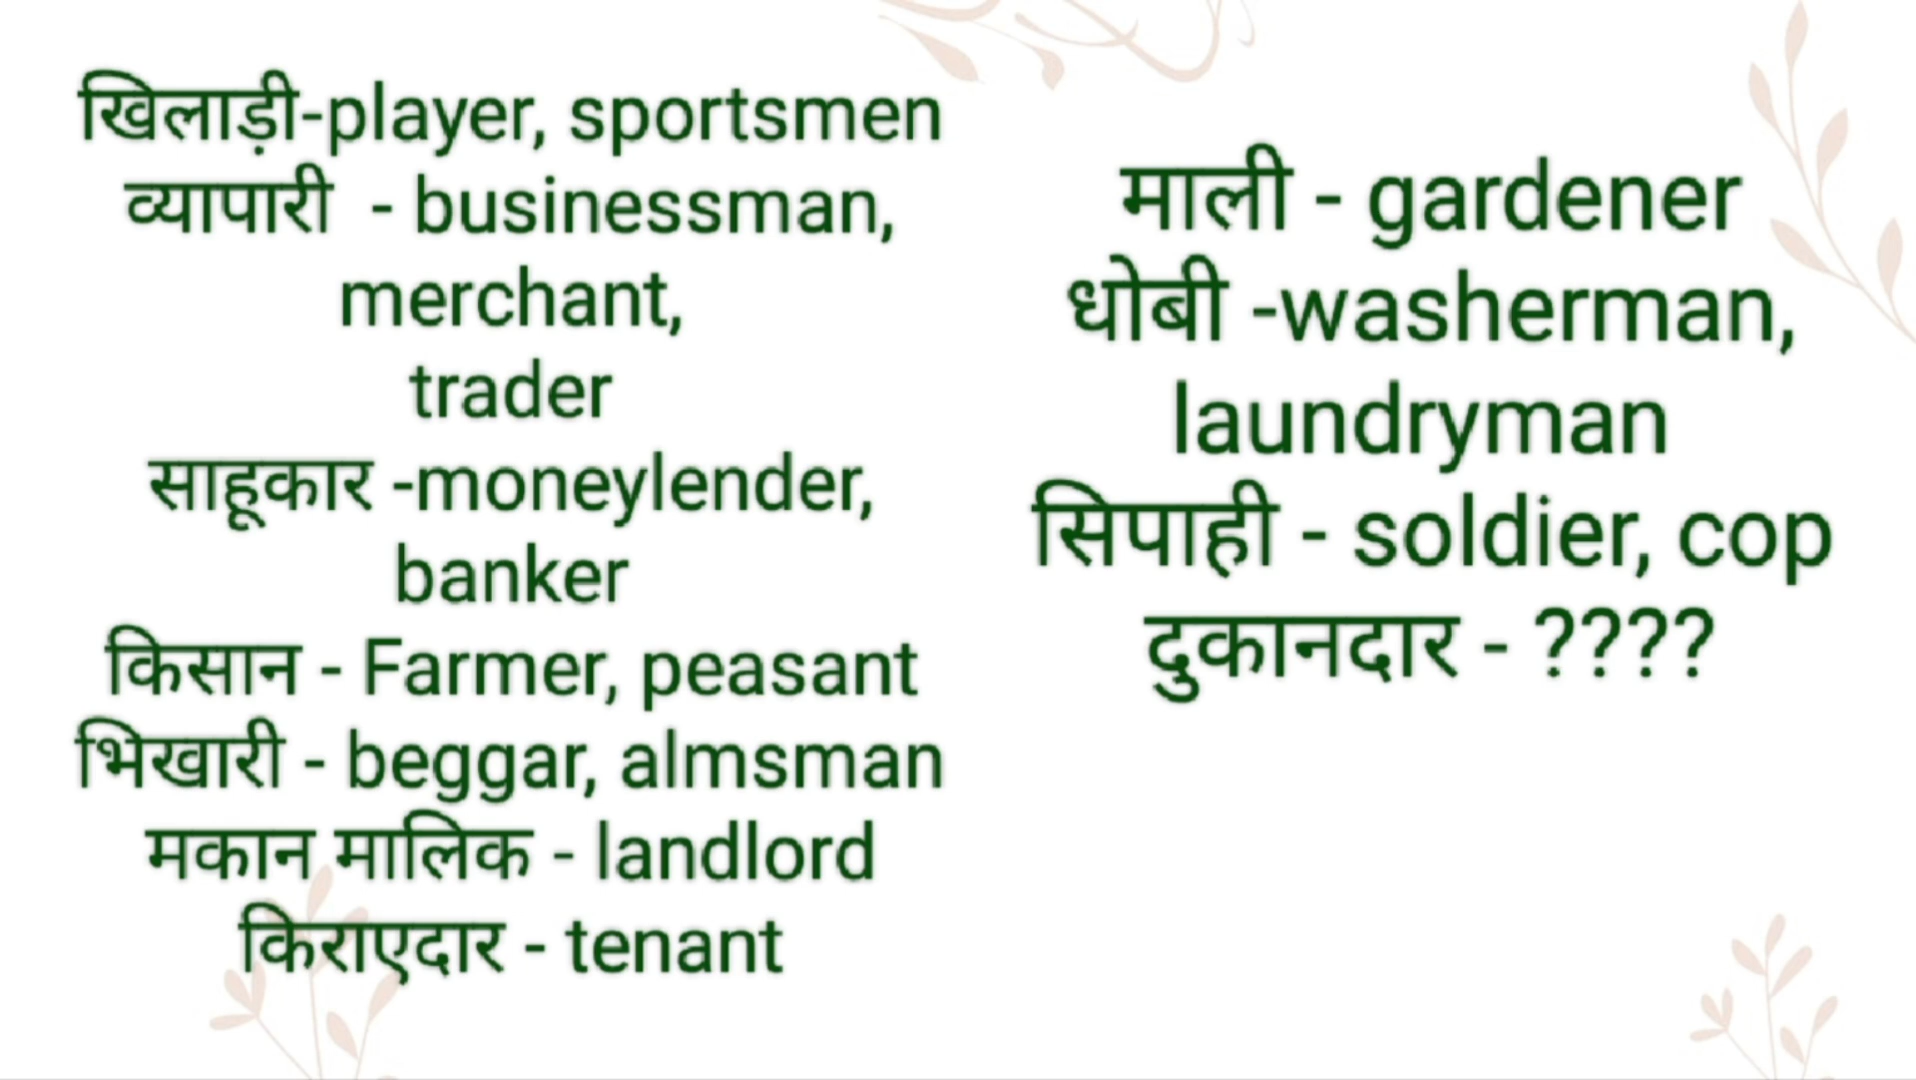 खिलाड़ी-player, sportsmen
व्यापारी - businessman,
merchant,
trader
साहूकार -moneylender,
banker
किसान - Farmer, peasant
भिखारी - beggar, almsman
मकान मालिक - landlord
किराएदार - tenant
माली - gardener
धोबी -washerman,
laundryman
सिपाही - soldier, cop
दुकानदार - ????